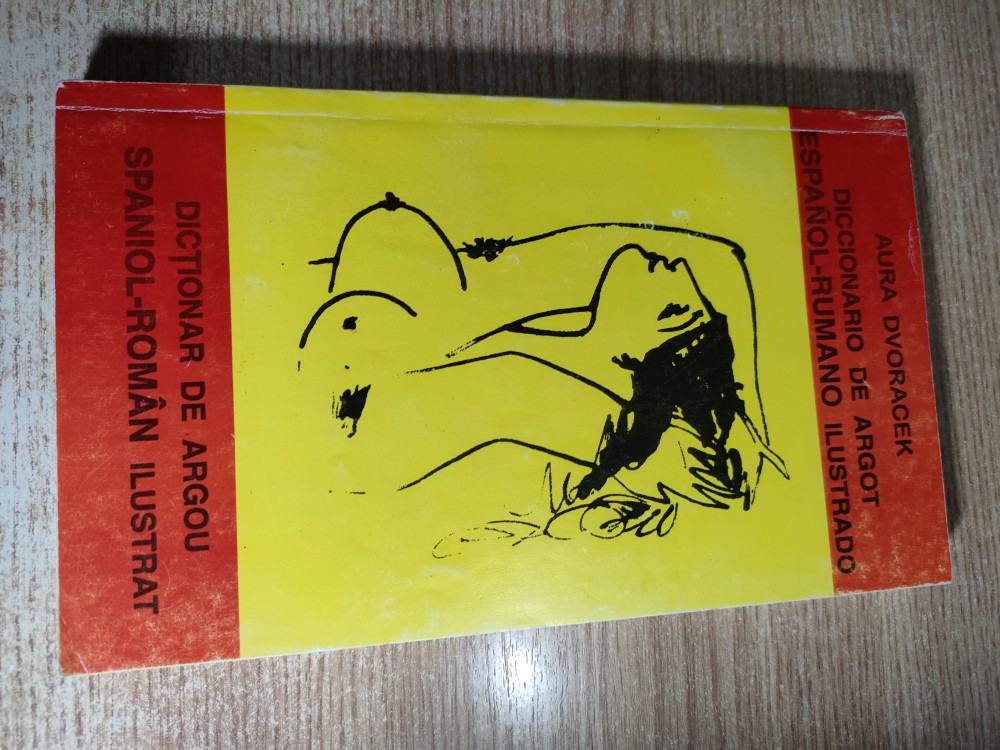 AURA DVORACEK
DICCIONARIO DE ARGOT
ESPAÑOL-RUMANO ILUSTRADO
DICȚIONAR DE ARGOU
SPANIOL-ROMÂN ILUSTRAT